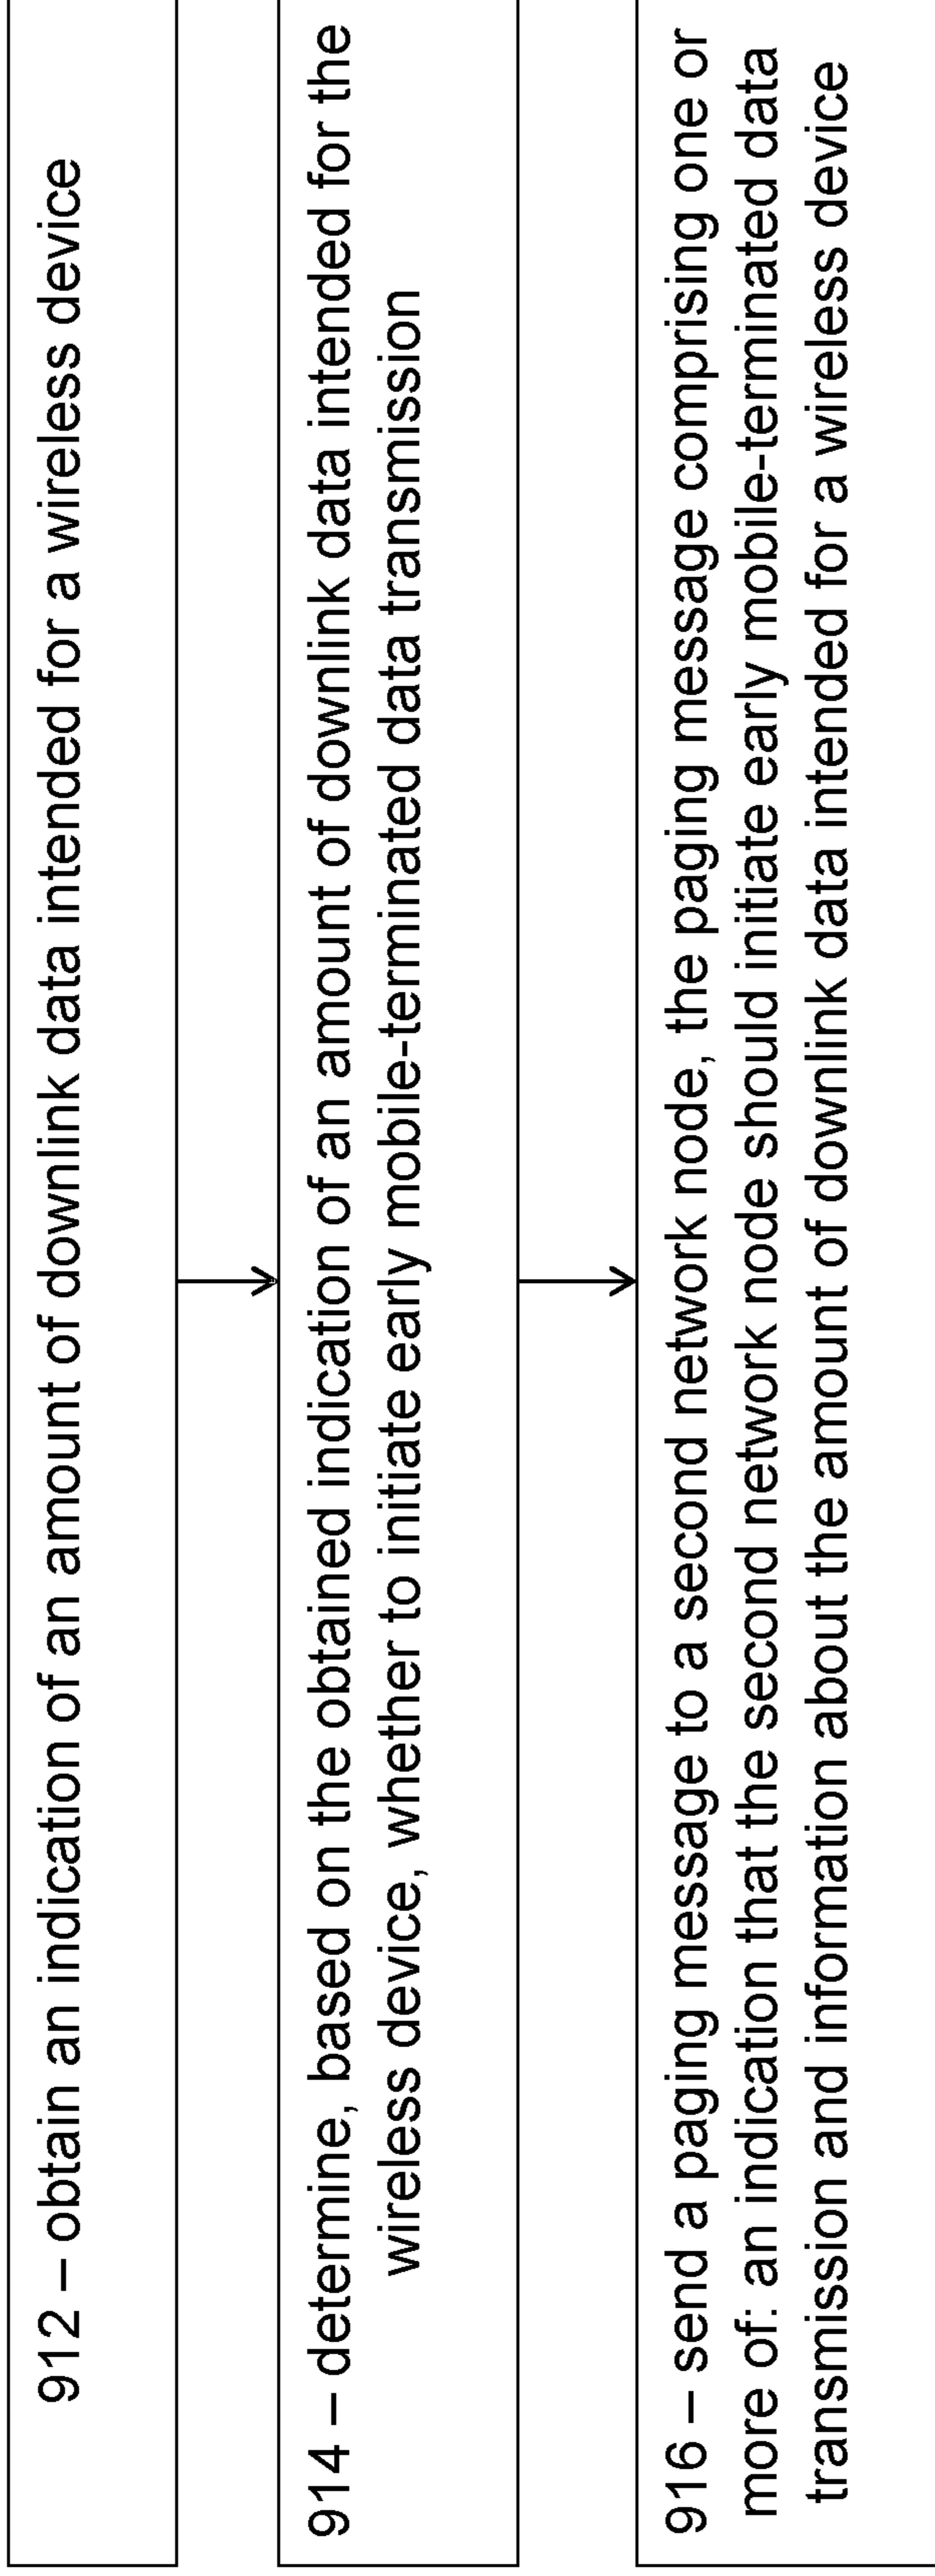 912 – obtain an indication of an amount of downlink data intended for a wireless device
914 – determine, based on the obtained indication of an amount of downlink data intended for the
wireless device, whether to initiate early mobile-terminated data transmission
916 – send a paging message to a second network node, the paging message comprising one or
more of: an indication that the second network node should initiate early mobile-terminated data
transmission and information about the amount of downlink data intended for a wireless device